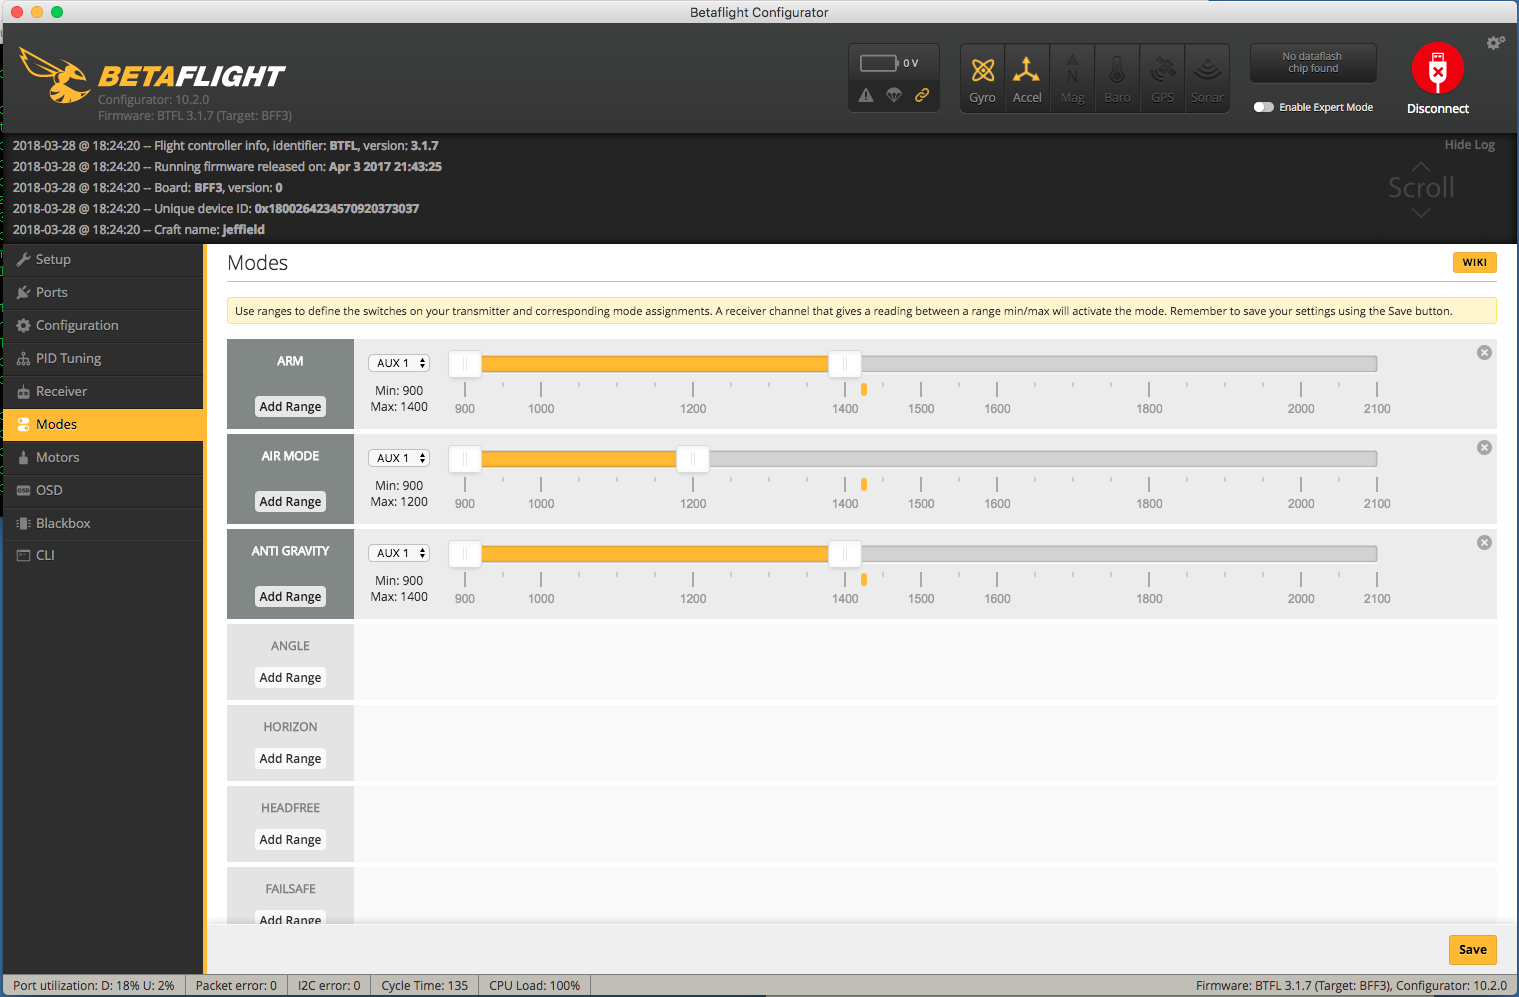 Betaflight Configurator
BETAFLIGHT
Configurator: 10.2.0
Firmware: BTFL 3.1.7 (Target: BFF3)
0 V
Gyro Accel Mag Baro GPS Sonar
No dataflash
chip found
Enable Expert Mode
Disconnect
2018-03-28 @ 18:24:20 -- Flight controller info, identifier: BTFL, version: 3.1.7
2018-03-28 @ 18:24:20 -- Running firmware released on: Apr 3 2017 21:43:25
2018-03-28 @ 18:24:20 -- Board: BFF3, version: 0
2018-03-28 @ 18:24:20 -- Unique device ID: 0x1800264234570920373037
2018-03-28 @ 18:24:20 -- Craft name: jeffield
Hide Log
Scroll
Setup
Ports
Configuration
PID Tuning
Receiver
Modes
Motors
OSD
Blackbox
CLI
Modes
WIKI
Use ranges to define the switches on your transmitter and corresponding mode assignments. A receiver channel that gives a reading between a range min/max will activate the mode. Remember to save your settings using the Save button.
ARM
Add Range
AUX 1
Min: 900
Max: 1400
900 1000 1200 1400 1500 1600 1800 2000 2100
AIR MODE
Add Range
AUX 1
Min: 900
Max: 1200
900 1000 1200 1400 1500 1600 1800 2000 2100
ANTI GRAVITY
Add Range
AUX 1
Min: 900
Max: 1400
900 1000 1200 1400 1500 1600 1800 2000 2100
ANGLE
Add Range
HORIZON
Add Range
HEADFREE
Add Range
FAILSAFE
Add Range
Save
Port utilization: D: 18% U: 2% Packet error: 0 I2C error: 0 Cycle Time: 135 CPU Load: 100% Firmware: BTFL 3.1.7 (Target: BFF3), Configurator: 10.2.0